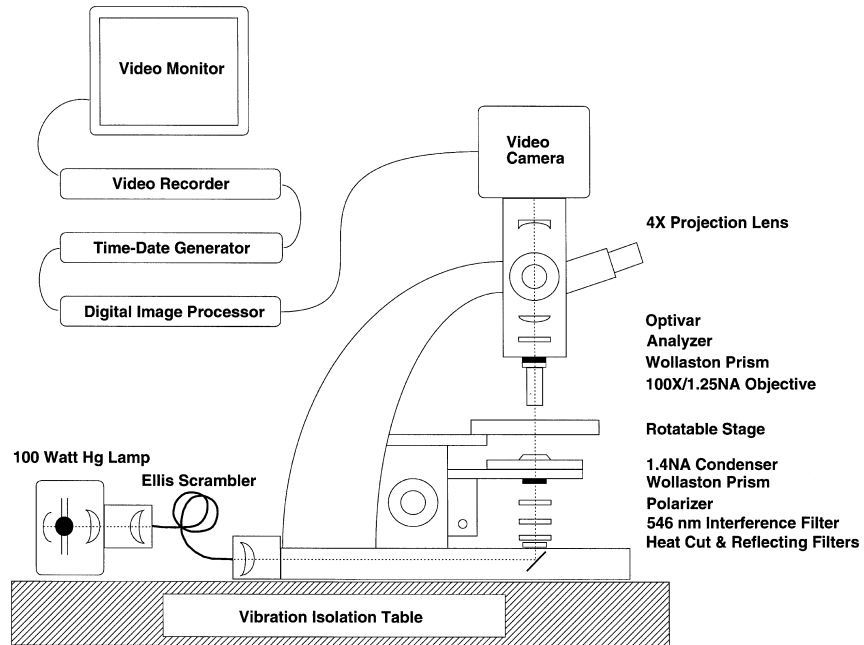 Video Monitor
Video Recorder
Time-Date Generator
Digital Image Processor
Video
Camera
4X Projection Lens
Optivar
Analyzer
Wollaston Prism
100X/1.25NA Objective
Rotatable Stage
1.4NA Condenser
Wollaston Prism
Polarizer
546 nm Interference Filter
Heat Cut & Reflecting Filters
100 Watt Hg Lamp
Ellis Scrambler
Vibration Isolation Table